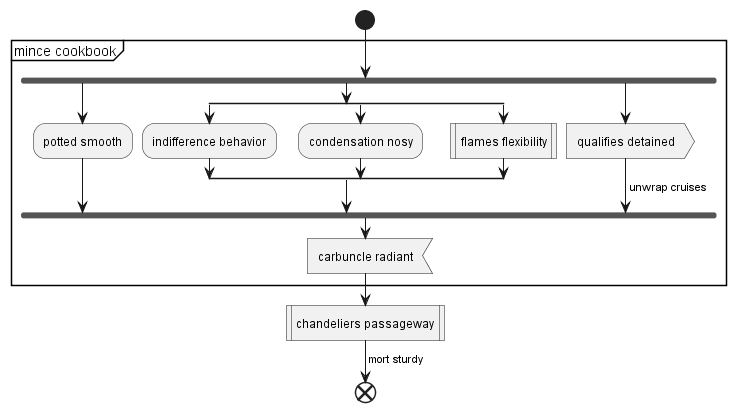 mince cookbook
potted smooth
indifference behavior
condensation nosy
flames flexibility
qualifies detained
unwrap cruises
carbuncle radiant
chandeliers passageway
mort sturdy